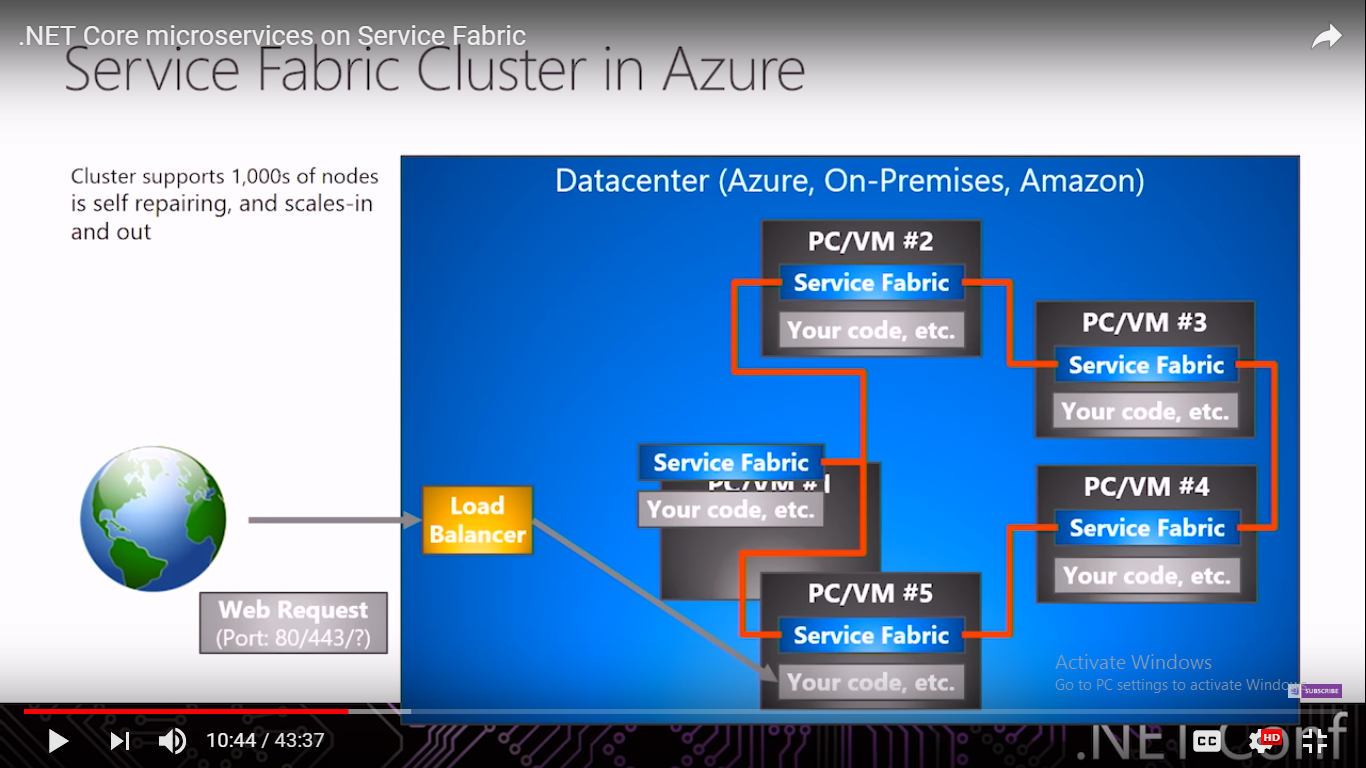 .NET Core microservices on Service Fabric
Service Fabric Cluster in Azure
Cluster supports 1,000s of nodes
is self repairing, and scales-in
and out
Datacenter (Azure, On-Premises, Amazon)
PC/VM #2
Service Fabric
Your code, etc.
PC/VM #3
Service Fabric
Your code, etc.
Service Fabric
PC/VM #1
Your code, etc.
PC/VM #4
Service Fabric
Your code, etc.
Load
Balancer
PC/VM #5
Service Fabric
Your code, etc.
Web Request
(Port: 80/443/?)
Activate Windows
Go to PC settings to activate Windows.
SUBSCRIBE
10:44 / 43:37
.NET Conf
CC
HD